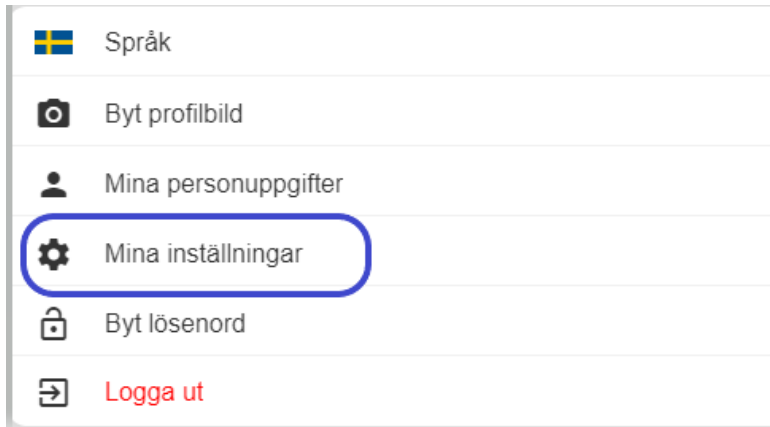 Språk
Byt profilbild
Mina personuppgifter
Mina inställningar
Byt lösenord
Logga ut